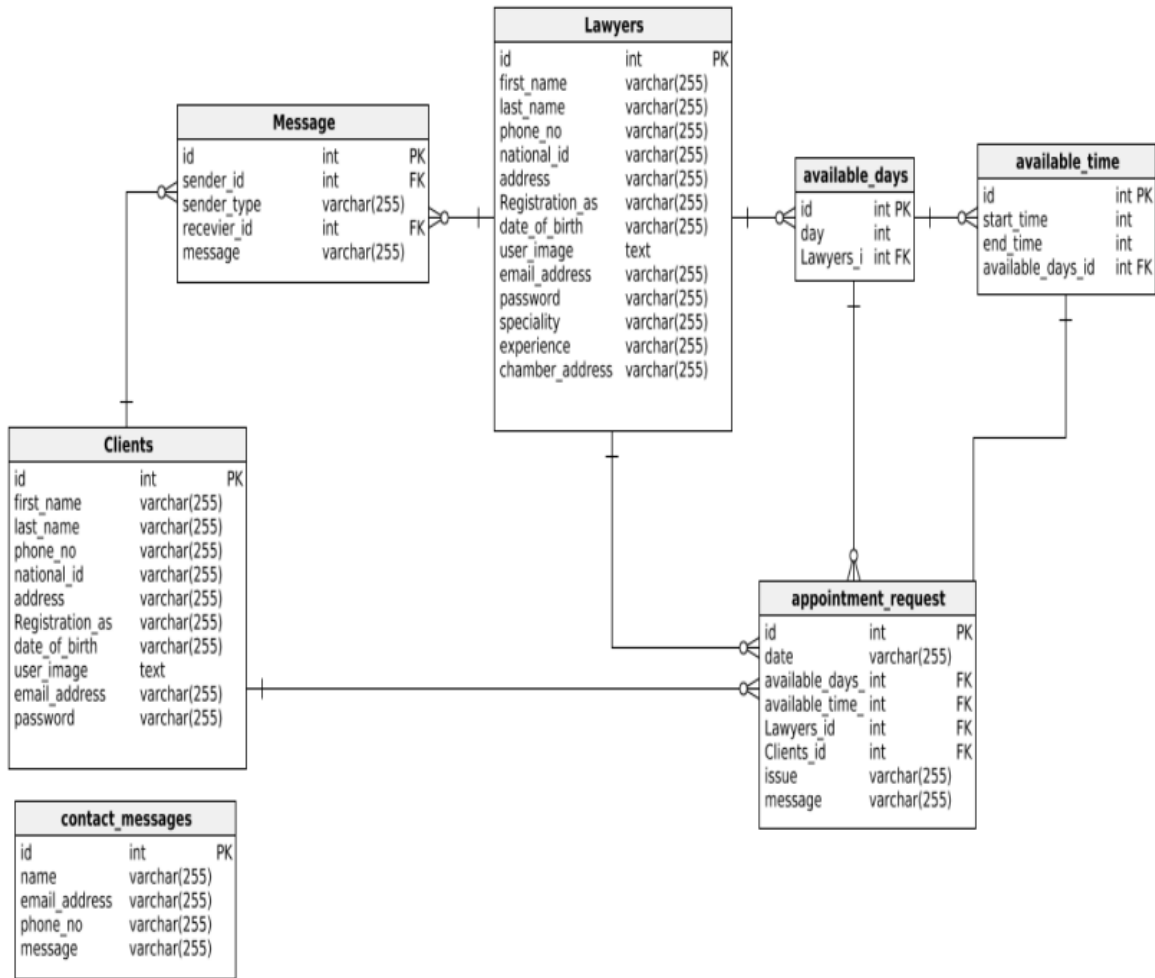 Lawyers
id int PK
first_name varchar(255)
last_name varchar(255)
phone_no varchar(255)
national_id varchar(255)
address varchar(255)
Registration_as varchar(255)
date_of_birth varchar(255)
user_image text
email_address varchar(255)
password varchar(255)
speciality varchar(255)
experience varchar(255)
chamber_address varchar(255)
Message
id int PK
sender_id int FK
sender_type varchar(255)
recevier_id int FK
message varchar(255)
available_days
id int PK
day int
Lawyers_i int FK
available_time
id int PK
start_time int
end_time int
available_days_id int FK
Clients
id int PK
first_name varchar(255)
last_name varchar(255)
phone_no varchar(255)
national_id varchar(255)
address varchar(255)
Registration_as varchar(255)
date_of_birth varchar(255)
user_image text
email_address varchar(255)
password varchar(255)
appointment_request
id int PK
date varchar(255)
available_days_ int FK
available_time_ int FK
Lawyers_id int FK
Clients_id int FK
issue varchar(255)
message varchar(255)
contact_messages
id int PK
name varchar(255)
email_address varchar(255)
phone_no varchar(255)
message varchar(255)